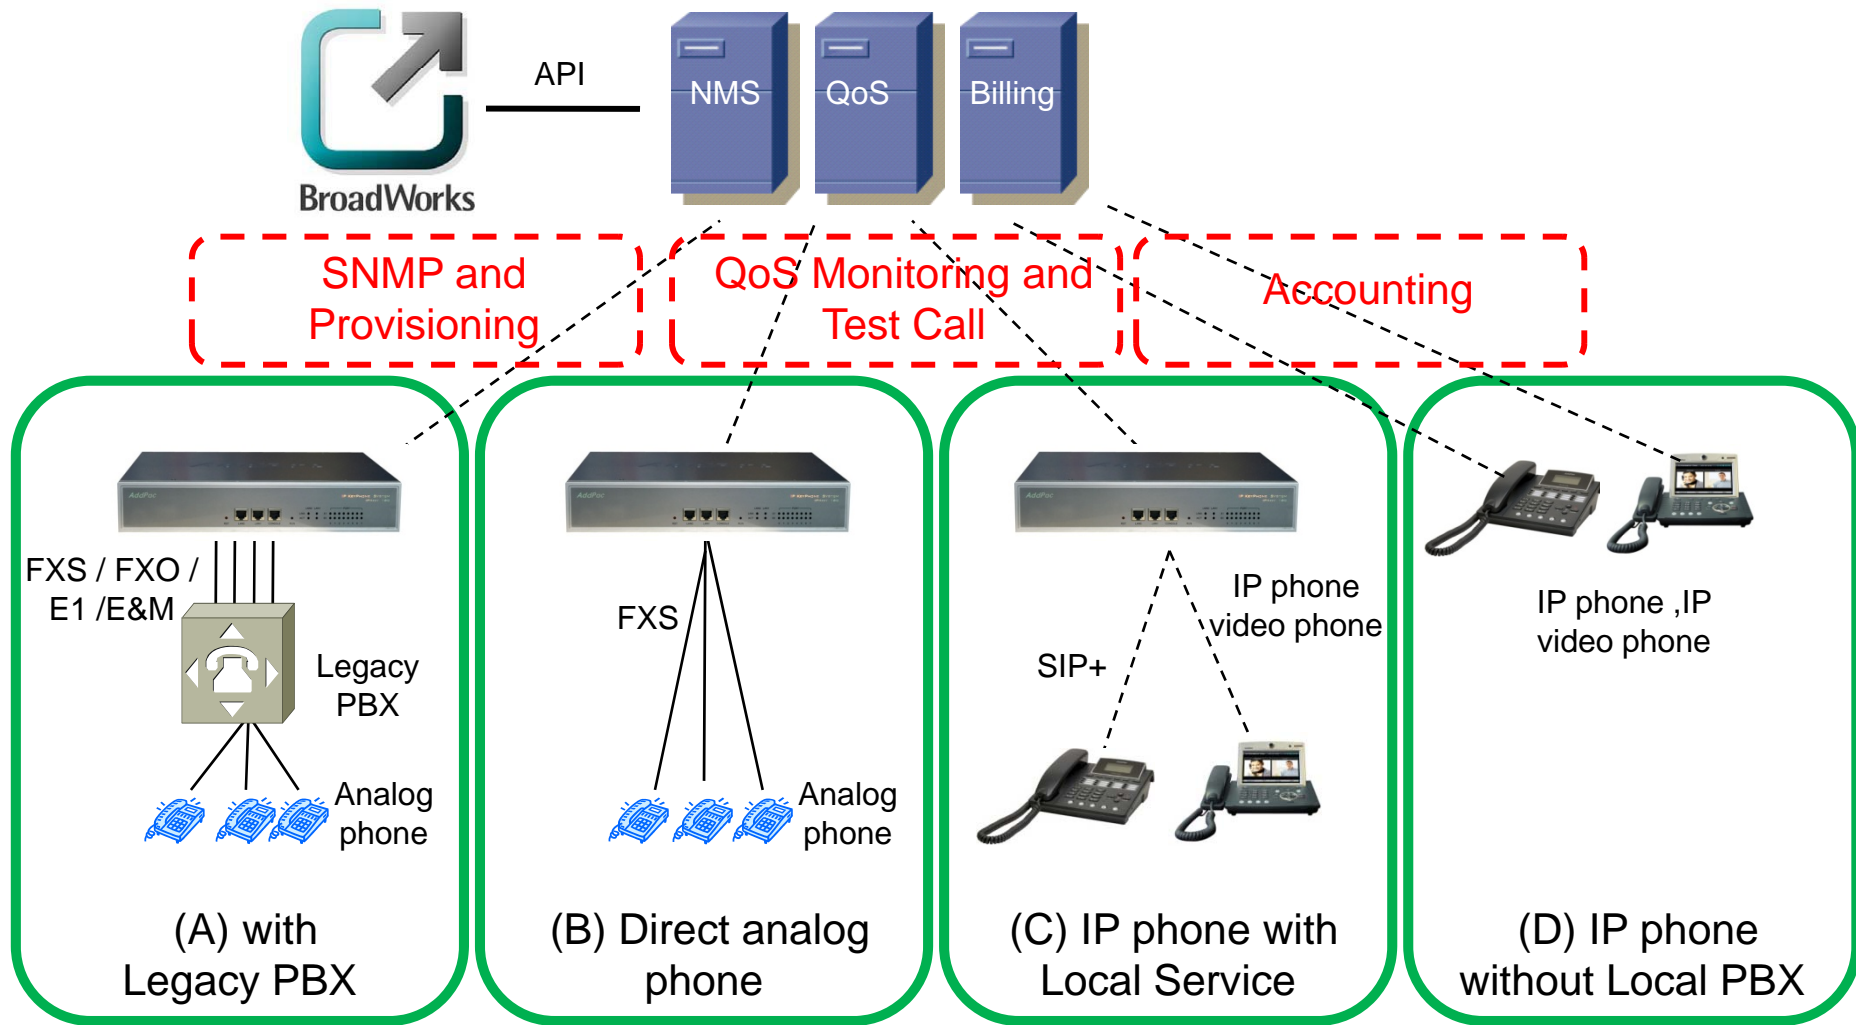 API
NMS
QoS
Billing
BroadWorks
SNMP and
Provisioning
QoS Monitoring and
Test Call
Accounting
AddPac
AddPac
FXS / FXO /
E1 /E&M
Legacy
PBX
Analog
phone
(A) with
Legacy PBX
FXS
Analog
phone
(B) Direct analog
phone
IP phone
video phone
SIP+
(C) IP phone with
Local Service
IP phone ,IP
video phone
(D) IP phone
without Local PBX